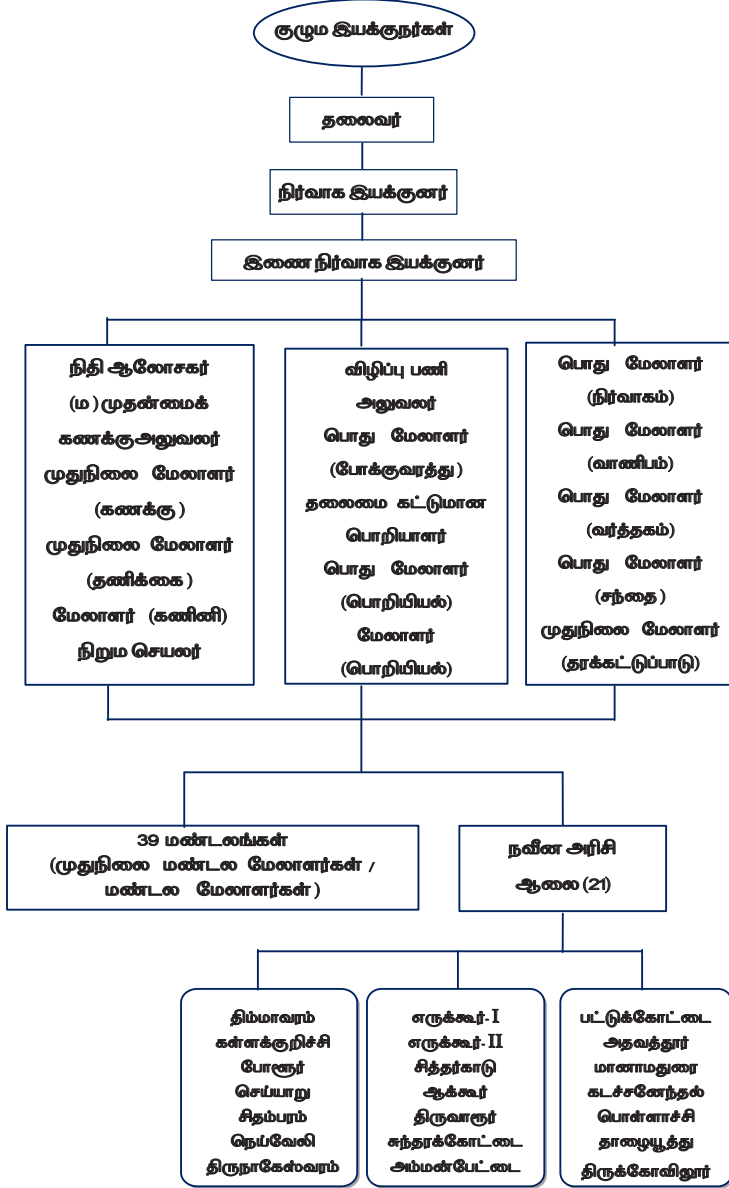 குழும இயக்குநர்கள்
தலைவர்
நிர்வாக இயக்குனர்
இணை நிர்வாக இயக்குனர்
நிதி ஆலோசகர்
(ம) முதன்மைக்
கணக்குஅலுவலர்
முதுநிலை மேலாளர்
(கணக்கு)
முதுநிலை மேலாளர்
(தணிக்கை)
மேலாளர் (கணினி)
நிறும செயலர்
விழிப்பு பணி
அலுவலர்
பொது மேலாளர்
(போக்குவரத்து)
தலைமை கட்டுமான
பொறியாளர்
பொது மேலாளர்
(பொறியியல்)
மேலாளர்
(பொறியியல்)
பொது மேலாளர்
(நிர்வாகம்)
பொது மேலாளர்
(வாணிபம்)
பொது மேலாளர்
(வர்த்தகம்)
பொது மேலாளர்
(சந்தை)
முதுநிலை மேலாளர்
(தரக்கட்டுப்பாடு)
39 மண்டலங்கள்
(முதுநிலை மண்டல மேலாளர்கள் /
மண்டல மேலாளர்கள்)
நவீன அரிசி
ஆலை (21)
திம்மாவரம்
கள்ளக்குறிச்சி
போளூர்
செய்யாறு
சிதம்பரம்
நெய்வேலி
திருநாகேஸ்வரம்
எருக்கூர்-I
எருக்கூர்-II
சித்தர்காடு
ஆக்கூர்
திருவாரூர்
சுந்தரக்கோட்டை
அம்மன்பேட்டை
பட்டுக்கோட்டை
அதவத்தூர்
மானாமதுரை
கடச்சனேந்தல்
பொள்ளாச்சி
தாழையூத்து
திருக்கோவிலூர்